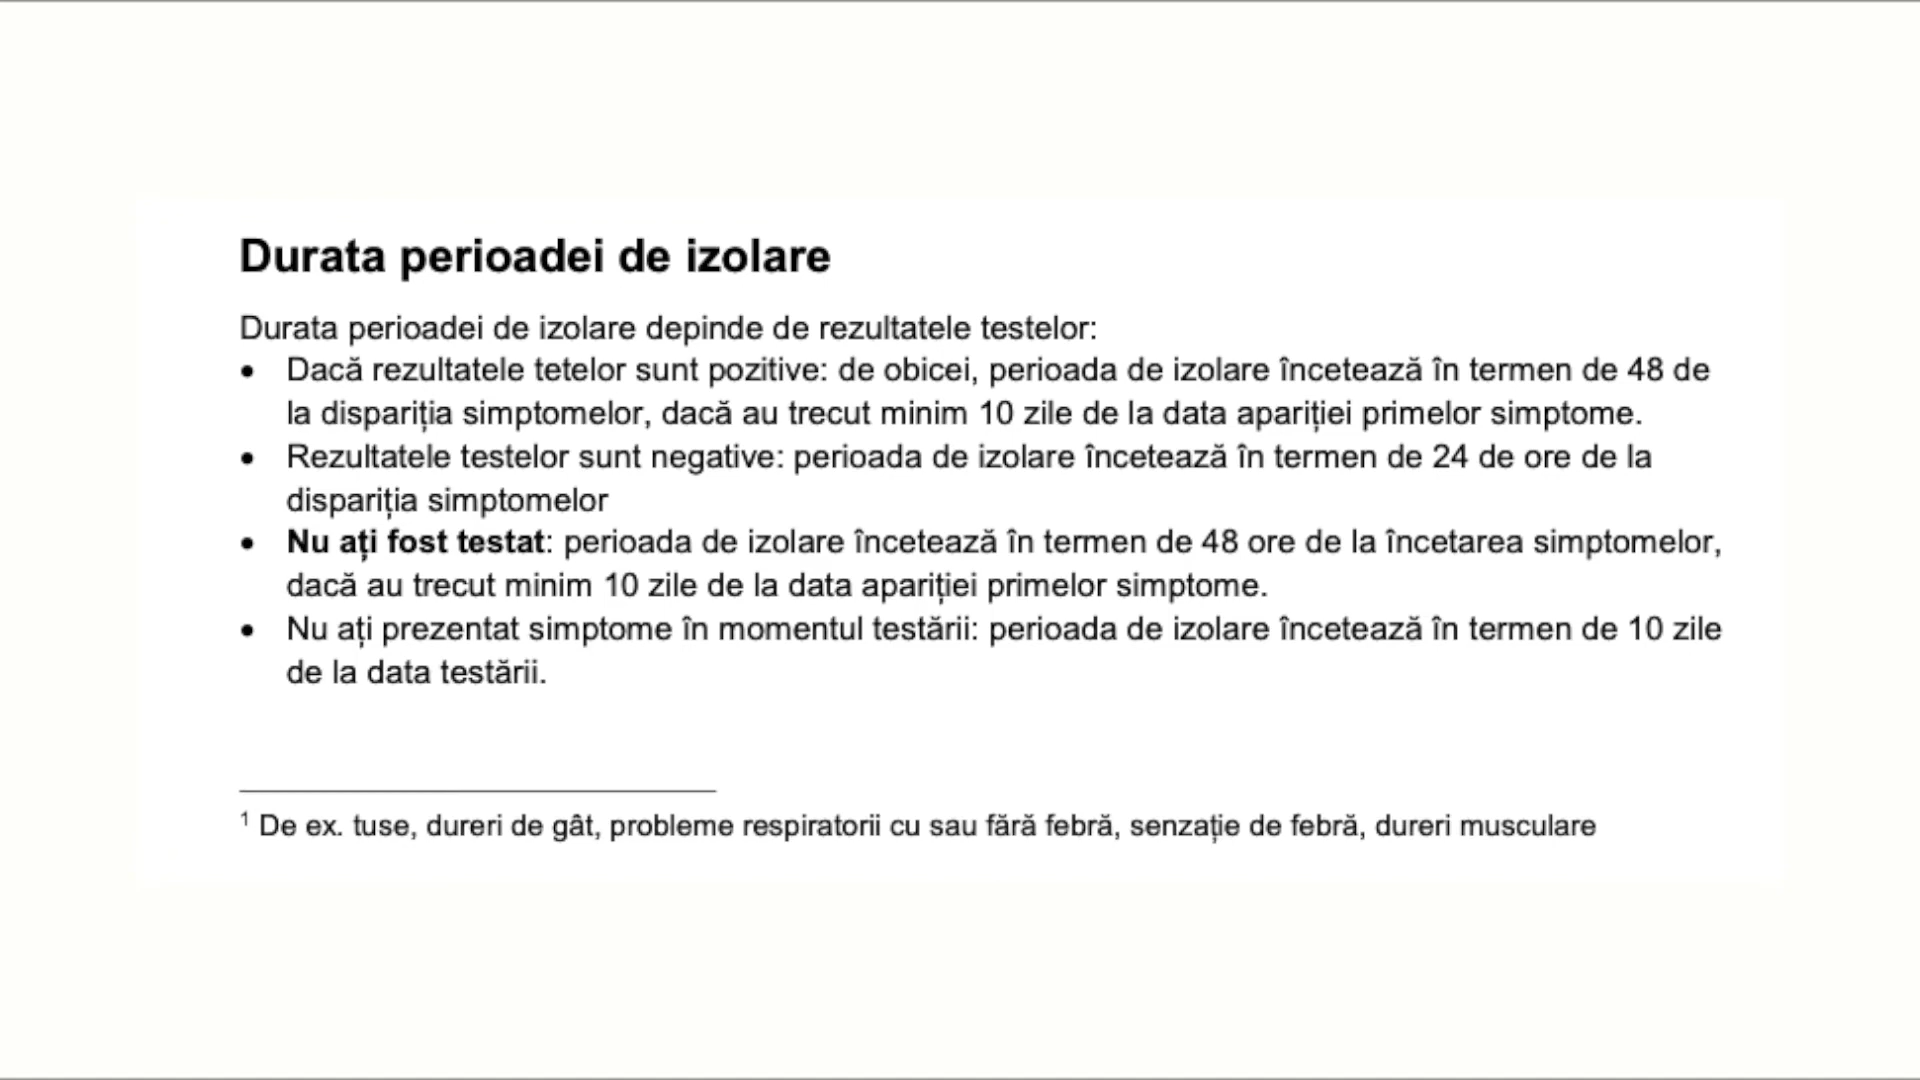 Durata perioadei de izolare
Durata perioadei de izolare depinde de rezultatele testelor:
• Dacă rezultatele tetelor sunt pozitive: de obicei, perioada de izolare încetează în termen de 48 de
la dispariția simptomelor, dacă au trecut minim 10 zile de la data apariției primelor simptome.
• Rezultatele testelor sunt negative: perioada de izolare încetează în termen de 24 de ore de la
dispariția simptomelor
• Nu ați fost testat: perioada de izolare încetează în termen de 48 ore de la încetarea simptomelor,
dacă au trecut minim 10 zile de la data apariției primelor simptome.
• Nu ați prezentat simptome în momentul testării: perioada de izolare încetează în termen de 10 zile
de la data testării.
1 De ex. tuse, dureri de gât, probleme respiratorii cu sau fără febră, senzație de febră, dureri musculare